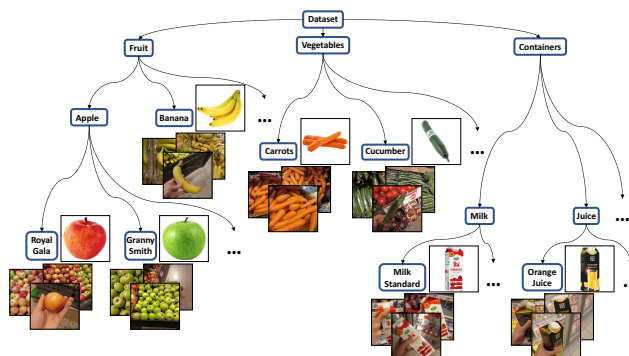 Dataset
Fruit
Vegetables
Containers
Apple
Banana
...
Carrots
Cucumber
...
Milk
Juice
...
Royal
Gala
Granny
Smith
...
Milk
Standard
...
Orange
Juice
...